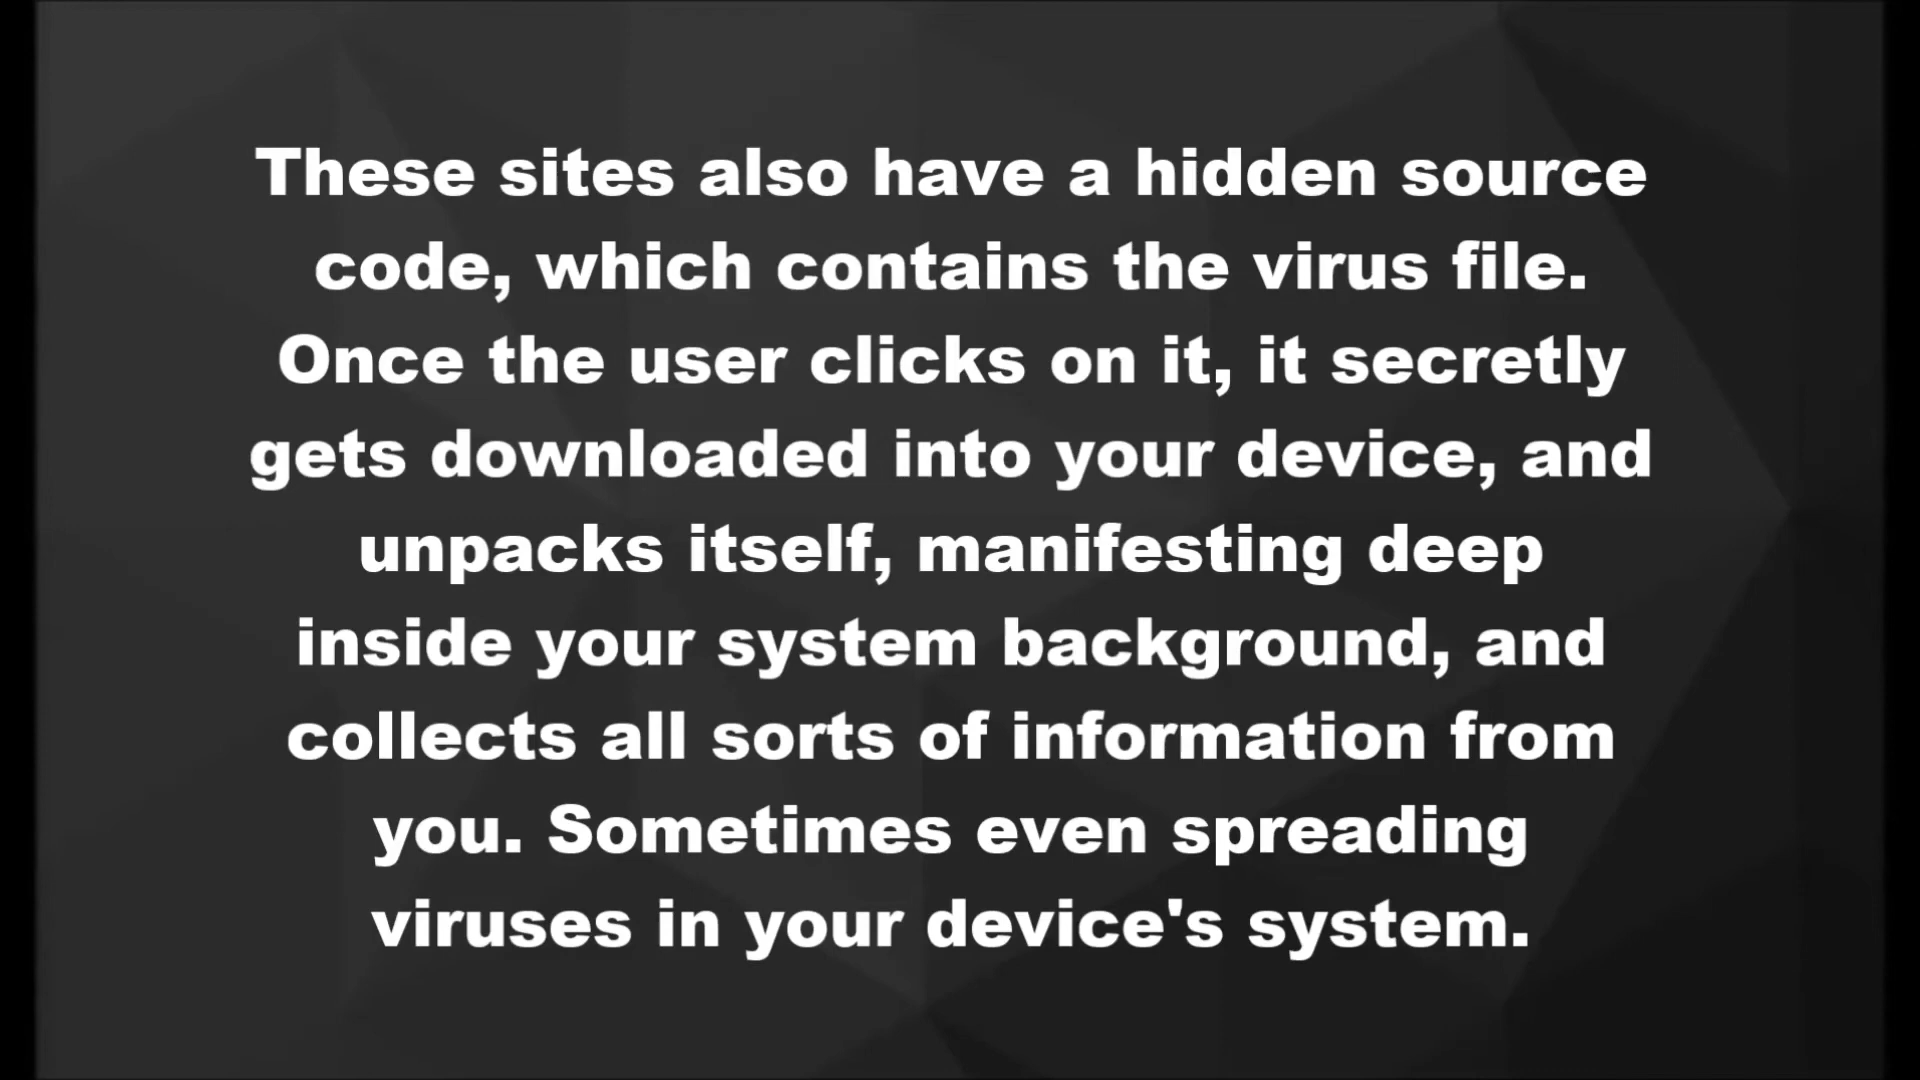 These sites also have a hidden source
code, which contains the virus file.
Once the user clicks on it, it secretly
gets downloaded into your device, and
unpacks itself, manifesting deep
inside your system background, and
collects all sorts of information from
you. Sometimes even spreading
viruses in your device's system.